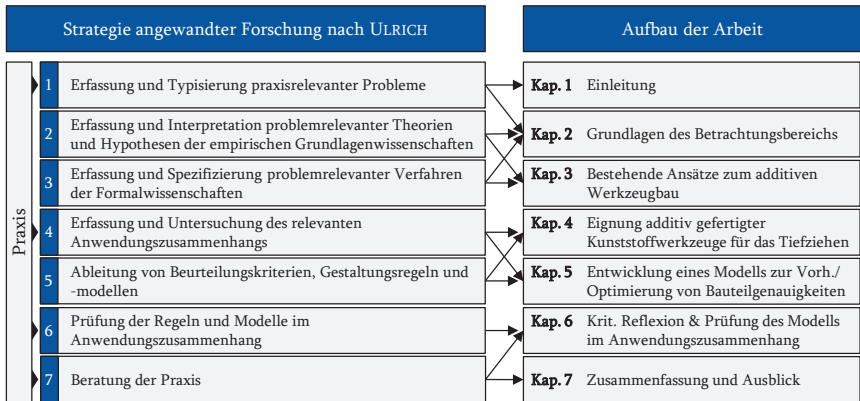 Strategie angewandter Forschung nach ULRICH
Aufbau der Arbeit
Praxis
1 Erfassung und Typisierung praxisrelevanter Probleme
Kap. 1 Einleitung
2 Erfassung und Interpretation problemrelevanter Theorien
und Hypothesen der empirischen Grundlagenwissenschaften
Kap. 2 Grundlagen des Betrachtungsbereichs
3 Erfassung und Spezifizierung problemrelevanter Verfahren
der Formalwissenschaften
Kap. 3 Bestehende Ansätze zum additiven
Werkzeugbau
4 Erfassung und Untersuchung des relevanten
Anwendungszusammenhangs
Kap. 4 Eignung additiv gefertigter
Kunststoffwerkzeuge für das Tiefziehen
5 Ableitung von Beurteilungskriterien, Gestaltungsregeln und
-modellen
Kap. 5 Entwicklung eines Modells zur Vorh./
Optimierung von Bauteilgenauigkeiten
6 Prüfung der Regeln und Modelle im
Anwendungszusammenhang
Kap. 6 Krit. Reflexion & Prüfung des Modells
im Anwendungszusammenhang
7 Beratung der Praxis
Kap. 7 Zusammenfassung und Ausblick